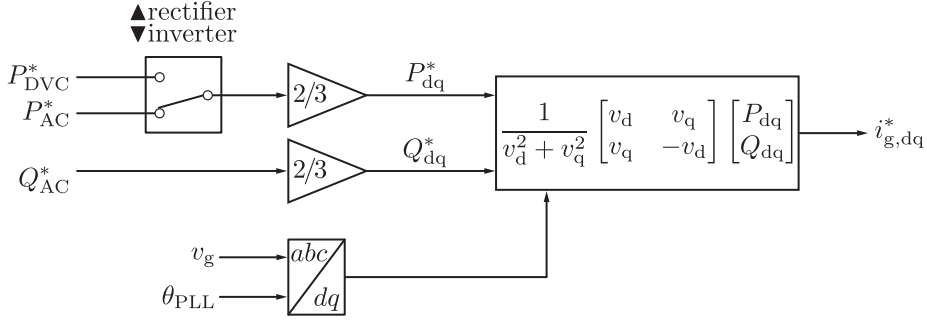 ▲rectifier
▼inverter
P*DVC
P*AC
2/3
P*dq
Q*AC
2/3
Q*dq
1 / (v²d + v²q) [vd vq; vq −vd] [Pdq; Qdq]
i*g,dq
vg
θPLL
abc
dq